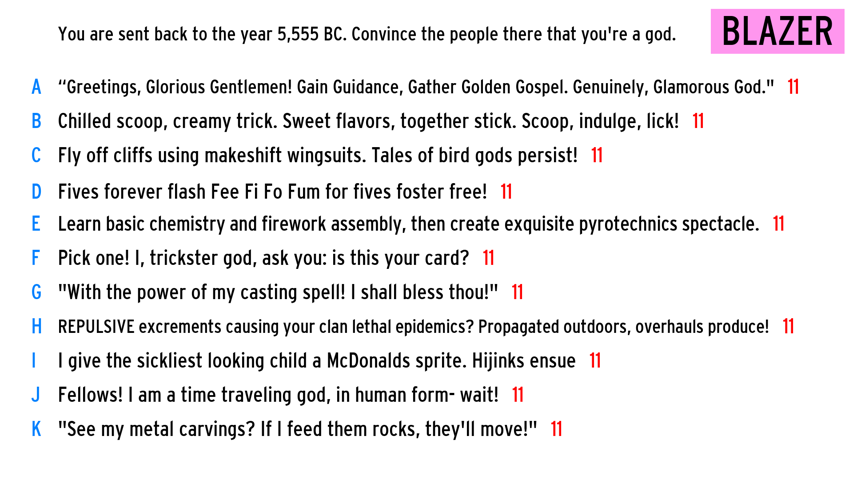 You are sent back to the year 5,555 BC. Convince the people there that you're a god.
BLAZER
A “Greetings, Glorious Gentlemen! Gain Guidance, Gather Golden Gospel. Genuinely, Glamorous God." 11
B Chilled scoop, creamy trick. Sweet flavors, together stick. Scoop, indulge, lick! 11
C Fly off cliffs using makeshift wingsuits. Tales of bird gods persist! 11
D Fives forever flash Fee Fi Fo Fum for fives foster free! 11
E Learn basic chemistry and firework assembly, then create exquisite pyrotechnics spectacle. 11
F Pick one! I, trickster god, ask you: is this your card? 11
G "With the power of my casting spell! I shall bless thou!" 11
H REPULSIVE excrements causing your clan lethal epidemics? Propagated outdoors, overhauls produce! 11
I I give the sickliest looking child a McDonalds sprite. Hijinks ensue 11
J Fellows! I am a time traveling god, in human form- wait! 11
K "See my metal carvings? If I feed them rocks, they'll move!" 11